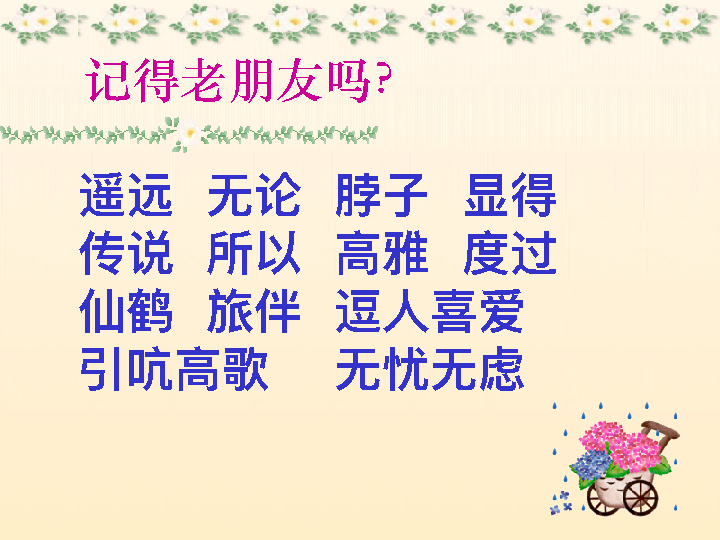 记得老朋友吗?
遥远 无论 脖子 显得
传说 所以 高雅 度过
仙鹤 旅伴 逗人喜爱
引吭高歌 无忧无虑